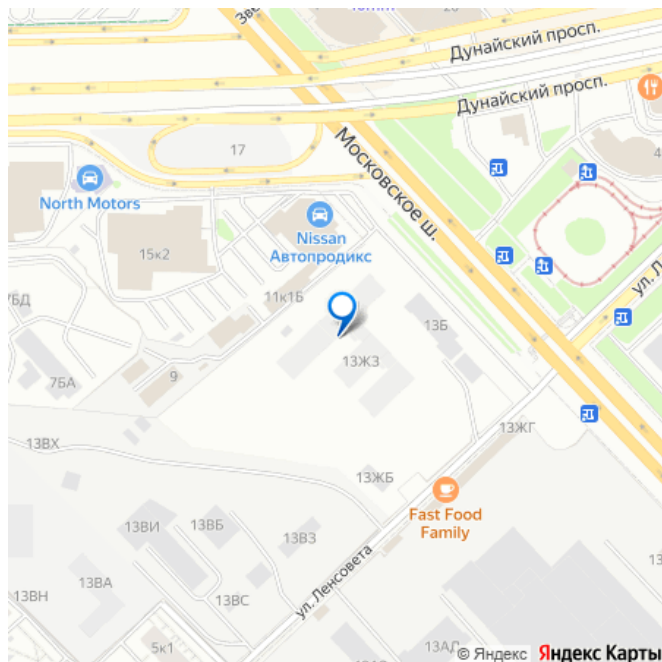 Дунайский просп.
Дунайский просп.
17
Московское ш.
North Motors
Nissan
Автопродикс
15к2
11к1Б
13Б
7БД
13ЖЗ
7БА
9
13ЖГ
13ВХ
13ЖБ
Fast Food
Family
13ВИ
13ВБ
13ВЗ
ул. Ленсовета
13ВА
13ВН
13ВС
5к1
13АД
© Яндекс Яндекс Карты